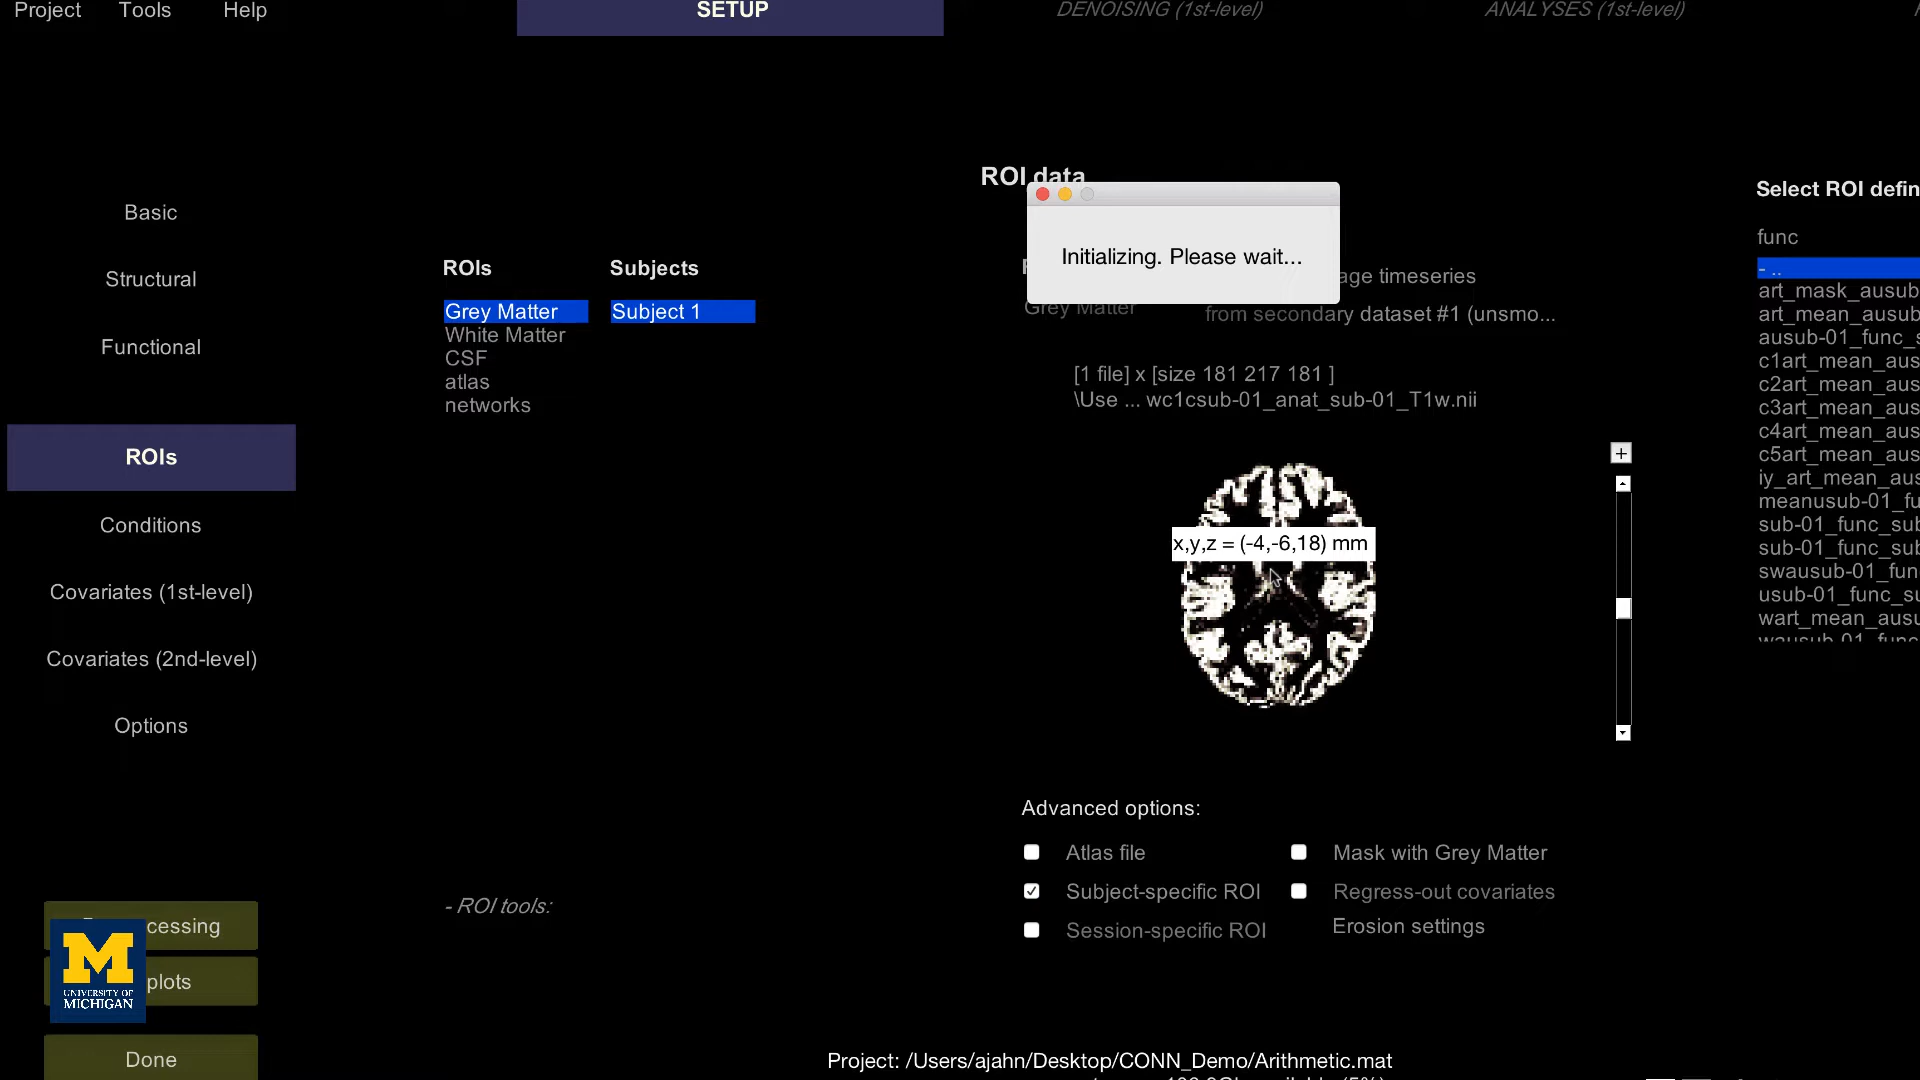 Project Tools Help SETUP DENOISING (1st-level) ANALYSES (1st-level)
ROI data
Select ROI defin
Basic
Structural
Functional
ROIs
Conditions
Covariates (1st-level)
Covariates (2nd-level)
Options
ROIs
Grey Matter
White Matter
CSF
atlas
networks
Subjects
Subject 1
Initializing. Please wait...
age timeseries
Grey Matter
from secondary dataset #1 (unsmo...
[1 file] x [size 181 217 181 ]
\Use ... wc1csub-01_anat_sub-01_T1w.nii
+
x,y,z = (-4,-6,18) mm
func
- ..
art_mask_ausub
art_mean_ausub
ausub-01_func_s
c1art_mean_aus
c2art_mean_aus
c3art_mean_aus
c4art_mean_aus
c5art_mean_aus
iy_art_mean_aus
meanusub-01_fu
sub-01_func_sub
sub-01_func_sub
swausub-01_fun
usub-01_func_su
wart_mean_ausu
wausub-01_func
Advanced options:
Atlas file
Mask with Grey Matter
Subject-specific ROI
Regress-out covariates
Session-specific ROI
Erosion settings
- ROI tools:
cessing
plots
M
UNIVERSITY OF
MICHIGAN
Done
Project: /Users/ajahn/Desktop/CONN_Demo/Arithmetic.mat